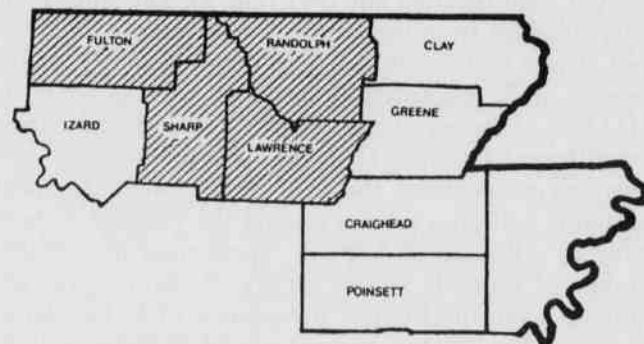 FULTON
RANDOLPH
CLAY
IZARD
SHARP
GREENE
LAWRENCE
CRAIGHEAD
POINSETT